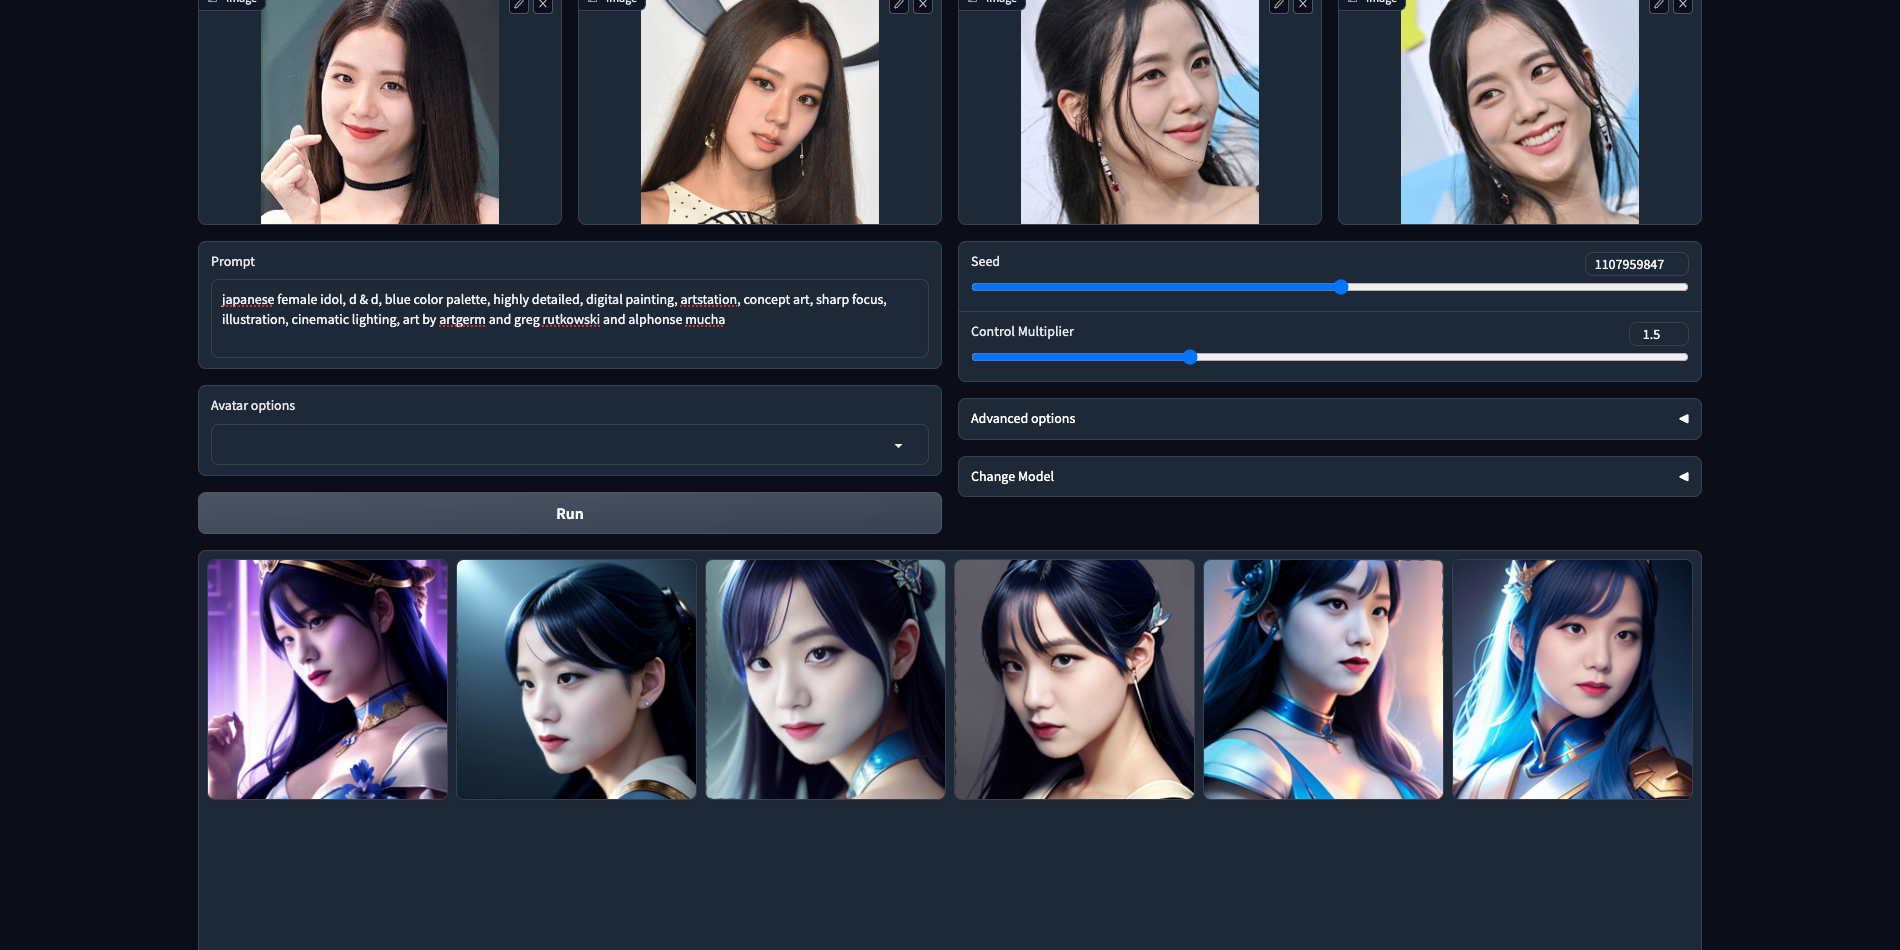 Image
Image
Image
Image
Prompt
japanese female idol, d & d, blue color palette, highly detailed, digital painting, artstation, concept art, sharp focus,
illustration, cinematic lighting, art by artgerm and greg rutkowski and alphonse mucha
Seed
1107959847
Control Multiplier
1.5
Avatar options
Advanced options
Change Model
Run